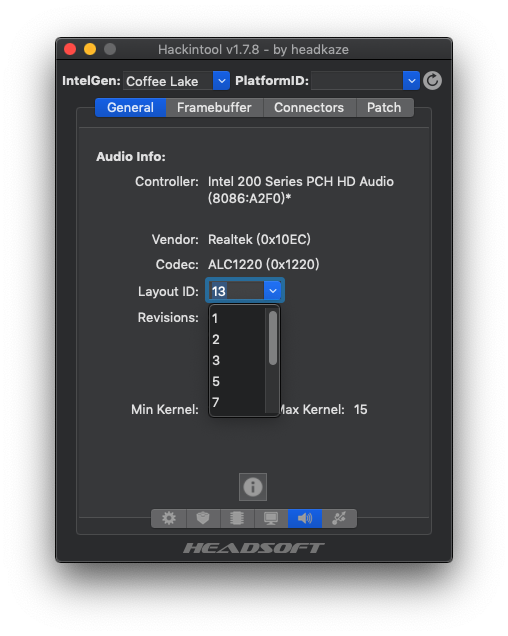 Hackintool v1.7.8 - by headkaze
IntelGen: Coffee Lake PlatformID:
General Framebuffer Connectors Patch
Audio Info:
Controller: Intel 200 Series PCH HD Audio
(8086:A2F0)*
Vendor: Realtek (0x10EC)
Codec: ALC1220 (0x1220)
Layout ID: 13
Revisions: 1
2
3
5
7
Min Kernel: Max Kernel: 15
HEADSOFT